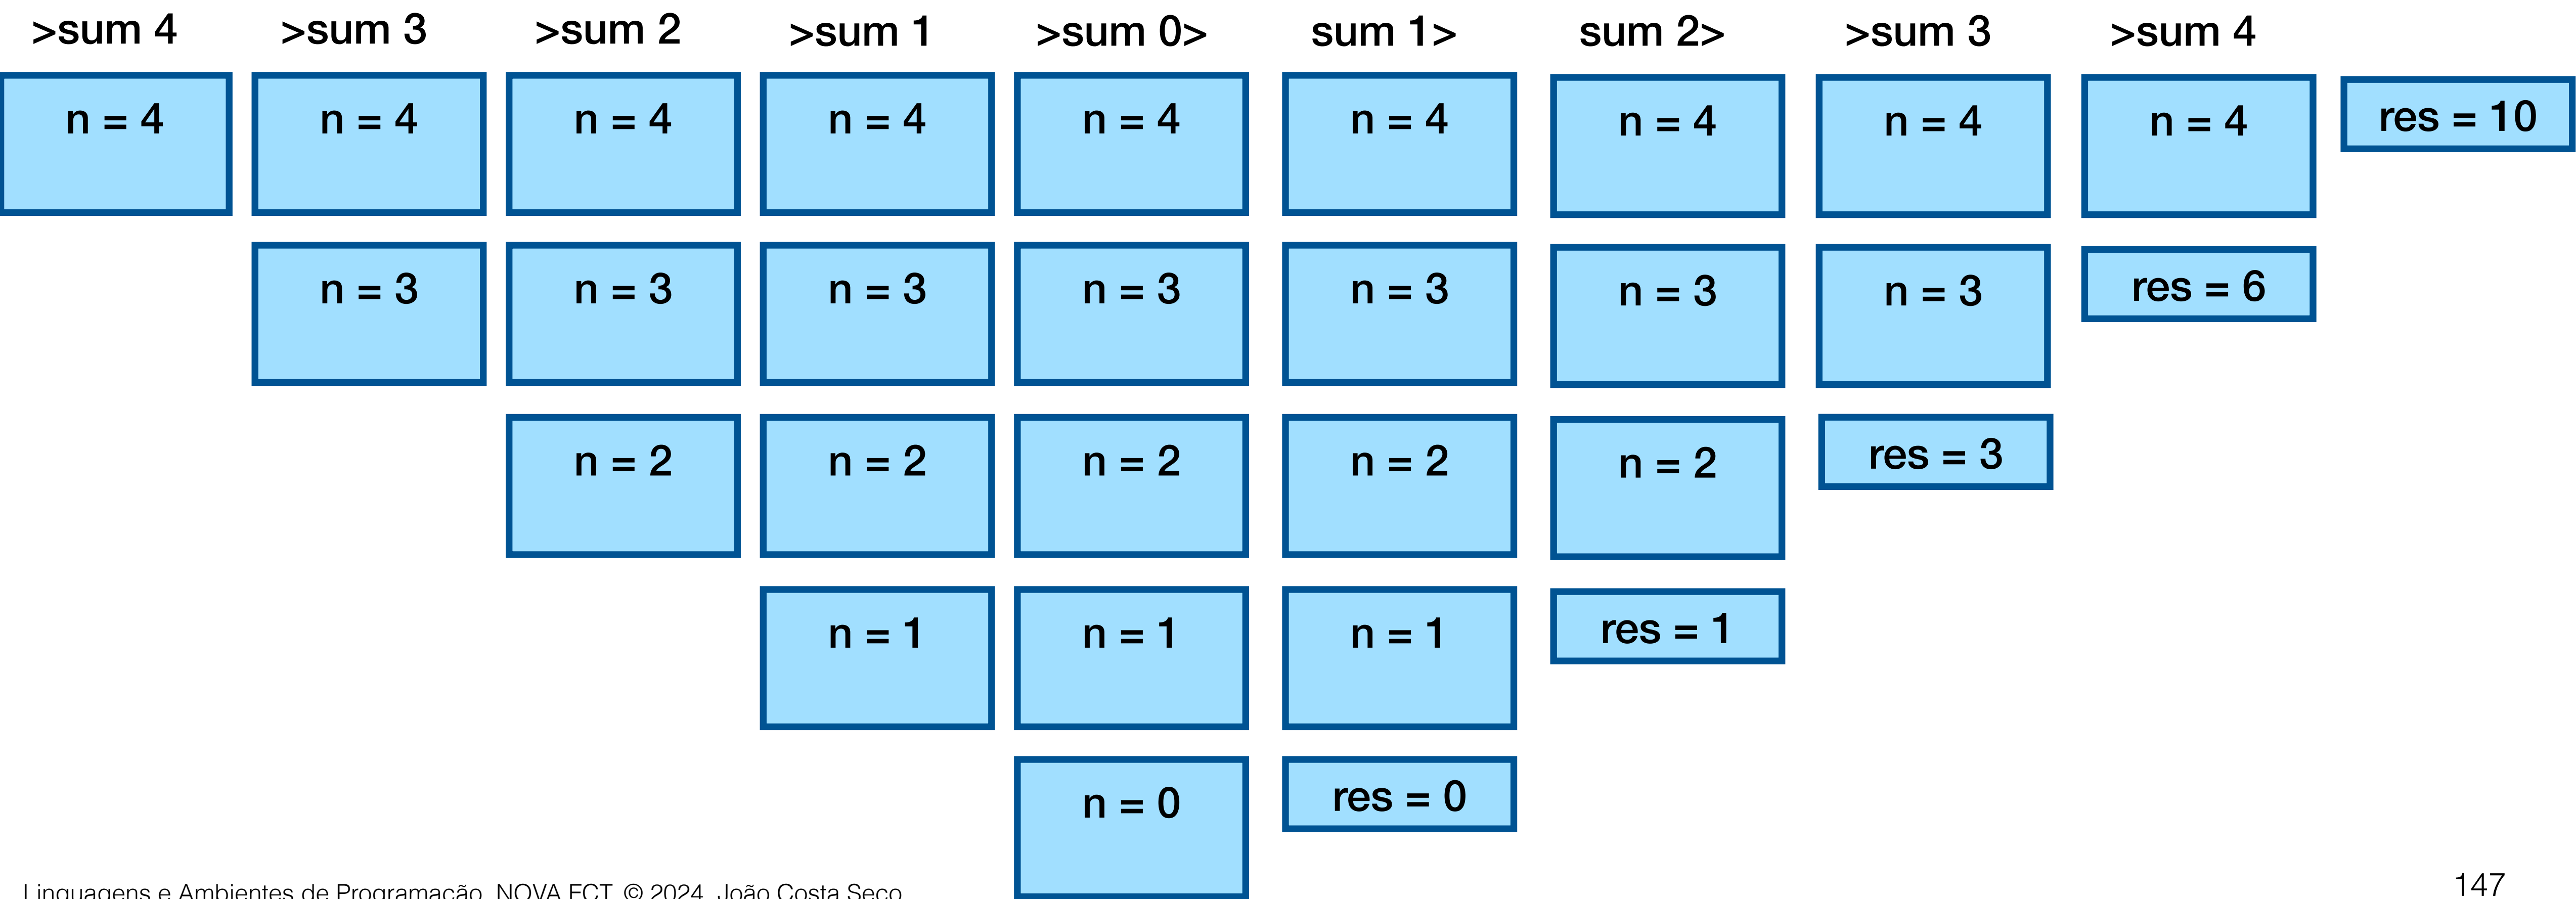 >sum 4 >sum 3 >sum 2 >sum 1 >sum 0> sum 1> sum 2> >sum 3 >sum 4
n = 4 n = 4 n = 4 n = 4 n = 4 n = 4 n = 4 n = 4 n = 4 res = 10
n = 3 n = 3 n = 3 n = 3 n = 3 n = 3 n = 3 res = 6
n = 2 n = 2 n = 2 n = 2 n = 2 res = 3
n = 1 n = 1 n = 1 res = 1
n = 0 res = 0
Linguagens e Ambientes de Programação, NOVA FCT, © 2024, João Costa Seco
147